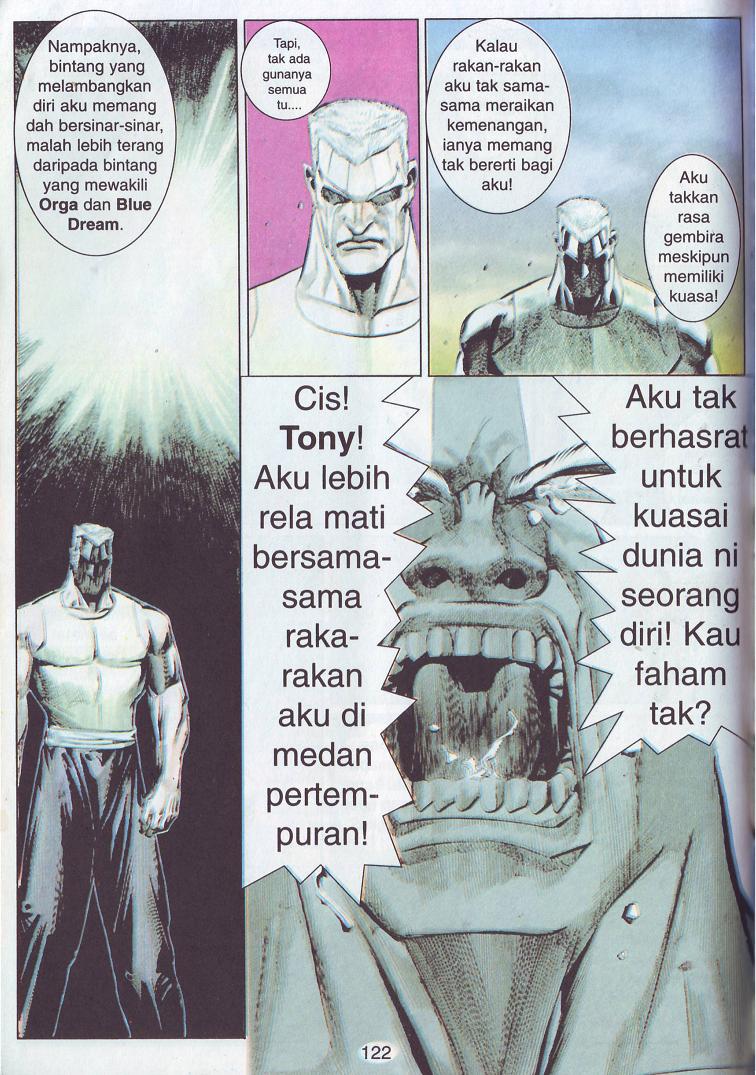 Nampaknya,
bintang yang
melambangkan
diri aku memang
dah bersinar-sinar,
malah lebih terang
daripada bintang
yang mewakili
Orga dan Blue
Dream.
Tapi,
tak ada
gunanya
semua
tu....
Kalau
rakan-rakan
aku tak sama-
sama meraikan
kemenangan,
ianya memang
tak bererti bagi
aku!
Aku
takkan
rasa
gembira
meskipun
memiliki
kuasa!
Cis!
Tony!
Aku lebih
rela mati
bersama-
sama
raka-
rakan
aku di
medan
pertem-
puran!
Aku tak
berhasrat
untuk
kuasai
dunia ni
seorang
diri! Kau
faham
tak?
122